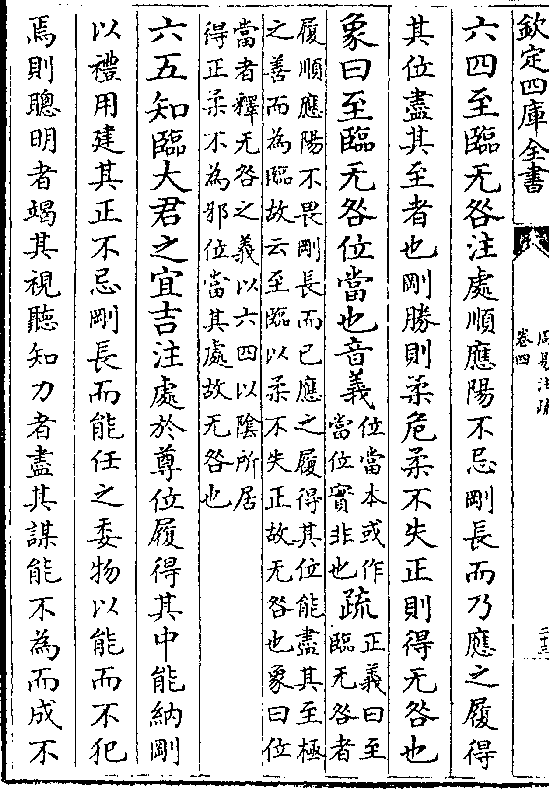 欽定四庫全書
周易注疏
卷四
六四至臨无咎注處順應陽不忌剛長而乃應之履得
其位盡其至者也剛勝則柔危柔不失正則得无咎也
象曰至臨无咎位當也音義位當本或作
當位實非也疏正義曰至
臨无咎者
履順應陽不畏剛長而已應之履得其位能盡其至極
之善而為臨故云至臨以柔不失正故无咎也象曰位
當者釋无咎之義以六四以陰所居
得正柔不為邪位當其處故无咎也
六五知臨大君之宜吉注處於尊位履得其中能納剛
以禮用建其正不忌剛長而能任之委物以能而不犯
焉則聰明者竭其視聽知力者盡其謀能不為而成不